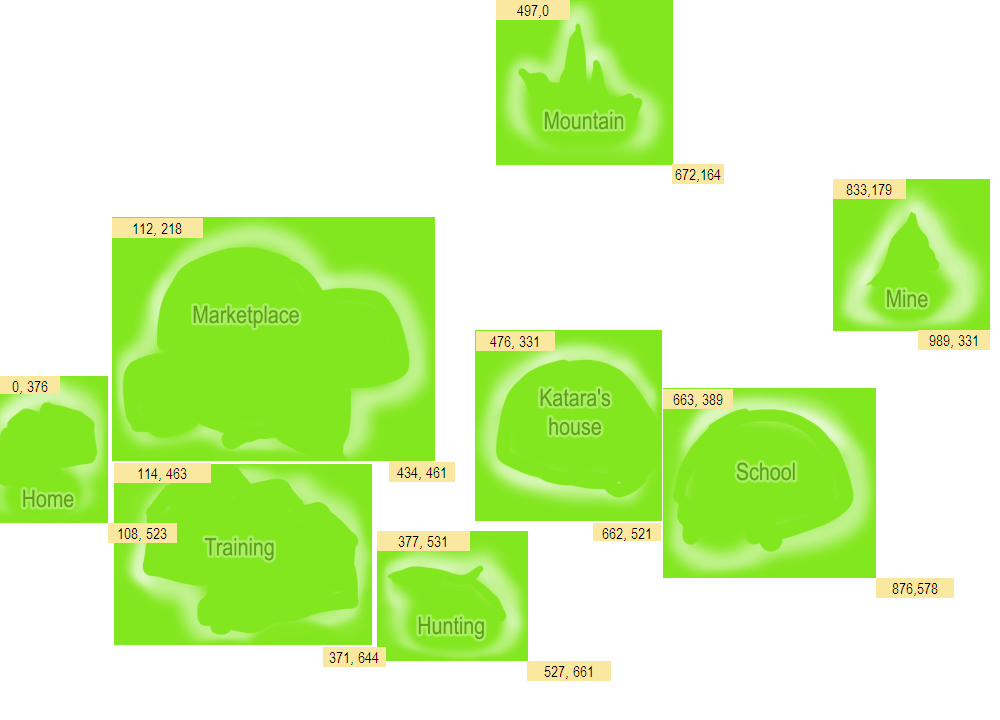 497,0
Mountain
672,164
833,179
Mine
989, 331
112, 218
Marketplace
434, 461
476, 331
Katara's
house
662, 521
663, 389
School
876,578
0, 376
Home
108, 523
114, 463
Training
371, 644
377, 531
Hunting
527, 661